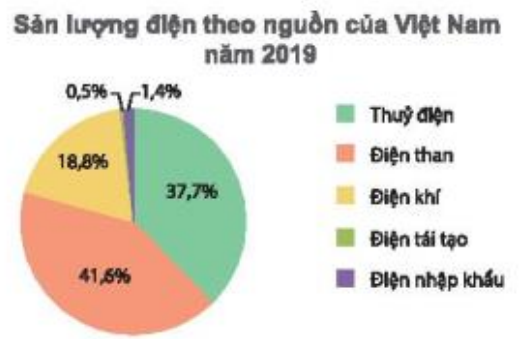 Sản lượng điện theo nguồn của Việt Nam
năm 2019
0,5%
1,4%
18,8%
37,7%
41,6%
Thuỷ điện
Điện than
Điện khí
Điện tái tạo
Điện nhập khẩu